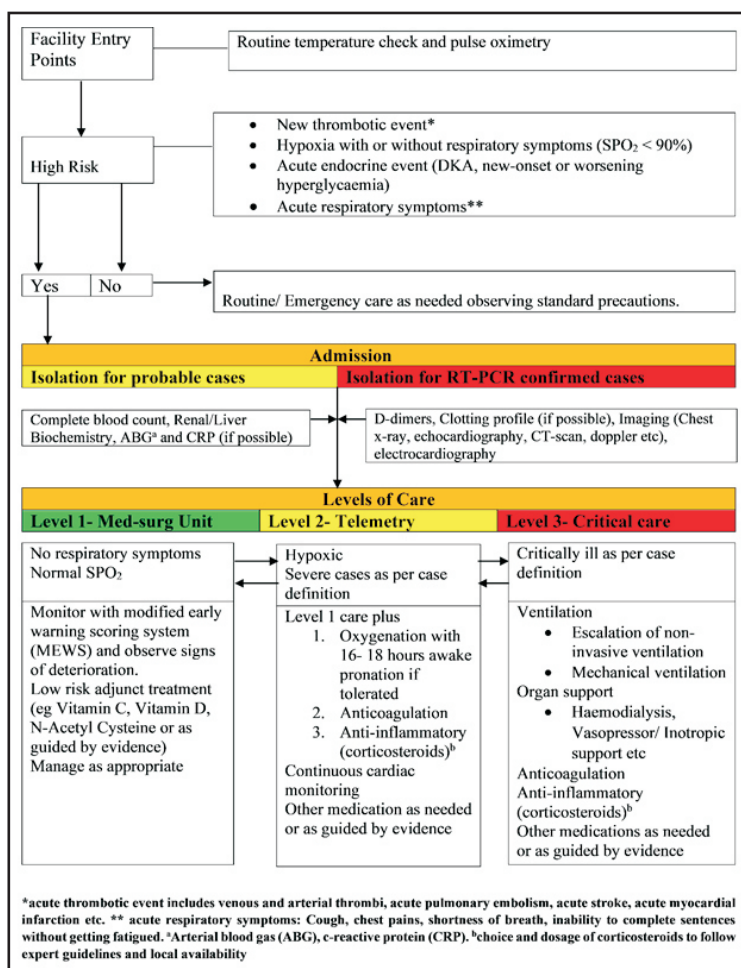 Facility Entry
Points
Routine temperature check and pulse oximetry
High Risk
• New thrombotic event*
• Hypoxia with or without respiratory symptoms (SPO₂ < 90%)
• Acute endocrine event (DKA, new-onset or worsening
hyperglycaemia)
• Acute respiratory symptoms**
Yes No
Routine/ Emergency care as needed observing standard precautions.
Admission
Isolation for probable cases
Isolation for RT-PCR confirmed cases
Complete blood count, Renal/Liver
Biochemistry, ABGᵃ and CRP (if possible)
D-dimers, Clotting profile (if possible), Imaging (Chest
x-ray, echocardiography, CT-scan, doppler etc),
electrocardiography
Levels of Care
Level 1- Med-surg Unit
Level 2- Telemetry
Level 3- Critical care
No respiratory symptoms
Normal SPO₂
Monitor with modified early
warning scoring system
(MEWS) and observe signs
of deterioration.
Low risk adjunct treatment
(eg Vitamin C, Vitamin D,
N-Acetyl Cysteine or as
guided by evidence)
Manage as appropriate
Hypoxic
Severe cases as per case
definition
Level 1 care plus
1. Oxygenation with
16- 18 hours awake
pronation if
tolerated
2. Anticoagulation
3. Anti-inflammatory
(corticosteroids)ᵇ
Continuous cardiac
monitoring
Other medication as needed
or as guided by evidence
Critically ill as per case
definition
Ventilation
• Escalation of non-
invasive ventilation
• Mechanical ventilation
Organ support
• Haemodialysis,
Vasopressor/ Inotropic
support etc
Anticoagulation
Anti-inflammatory
(corticosteroids)ᵇ
Other medications as needed
or as guided by evidence
*acute thrombotic event includes venous and arterial thrombi, acute pulmonary embolism, acute stroke, acute myocardial
infarction etc. ** acute respiratory symptoms: Cough, chest pains, shortness of breath, inability to complete sentences
without getting fatigued. ᵃArterial blood gas (ABG), c-reactive protein (CRP). ᵇchoice and dosage of corticosteroids to follow
expert guidelines and local availability